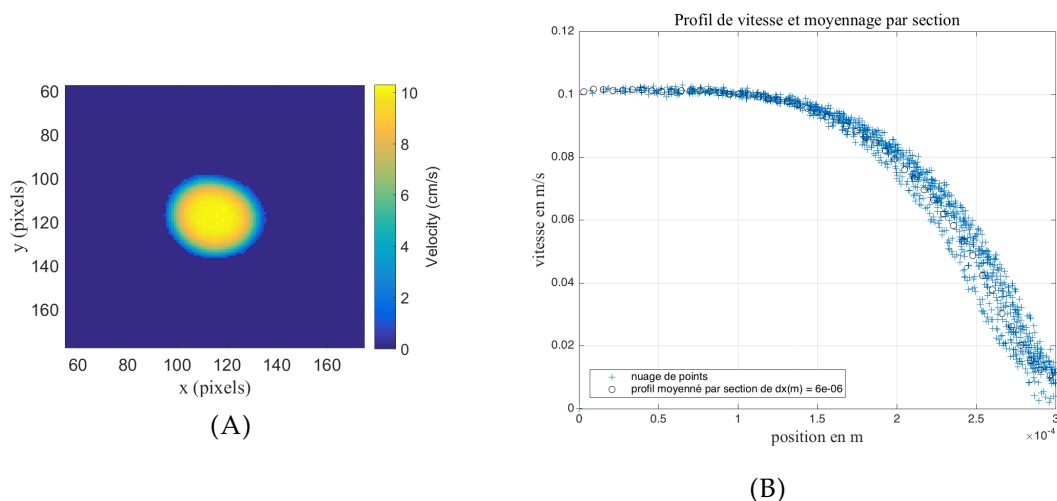 60
80
100
120
140
160
y (pixels)
60 80 100 120 140 160
x (pixels)
10
8
6
4
2
0
Velocity (cm/s)
(A)
Profil de vitesse et moyennage par section
0.12
0.1
0.08
0.06
0.04
0.02
0
vitesse en m/s
nuage de points
profil moyenné par section de dx(m) = 6e-06
0 0.5 1 1.5 2 2.5 3
×10⁻⁴
position en m
(B)